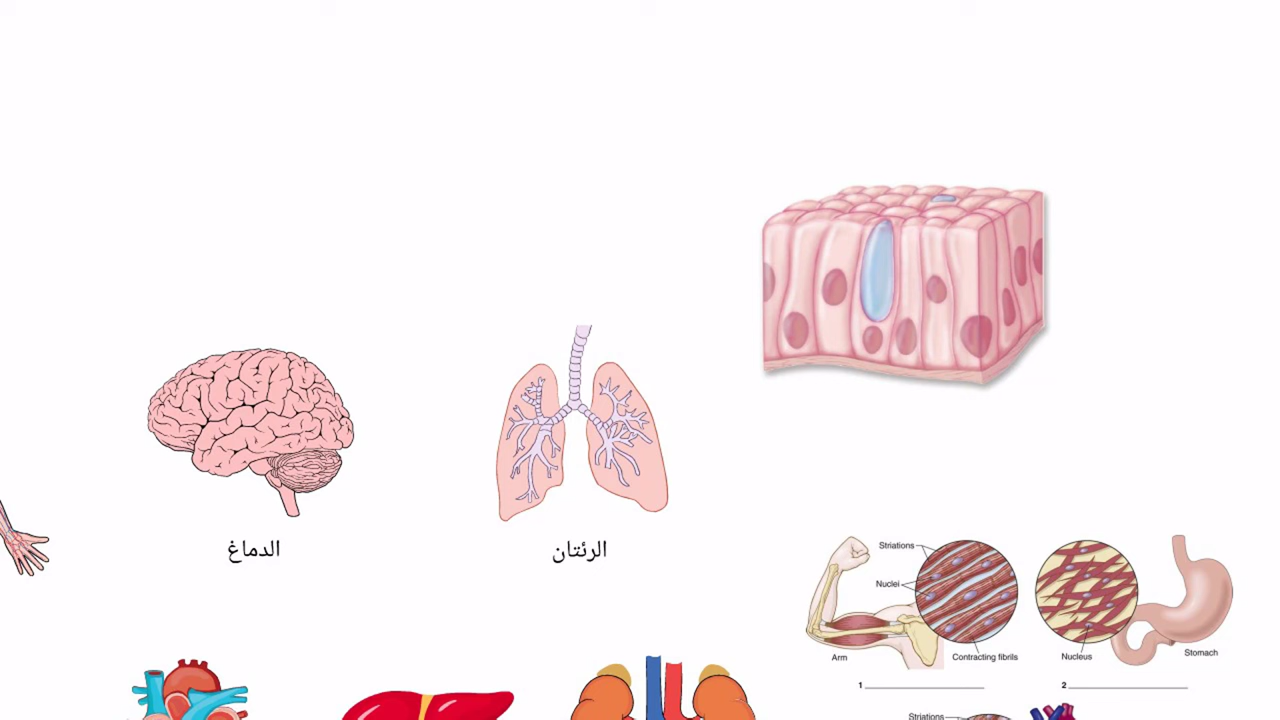 الدماغ
الرئتان
Striations
Nuclei
Arm
Contracting fibrils
Nucleus
Stomach
1
2
Striations